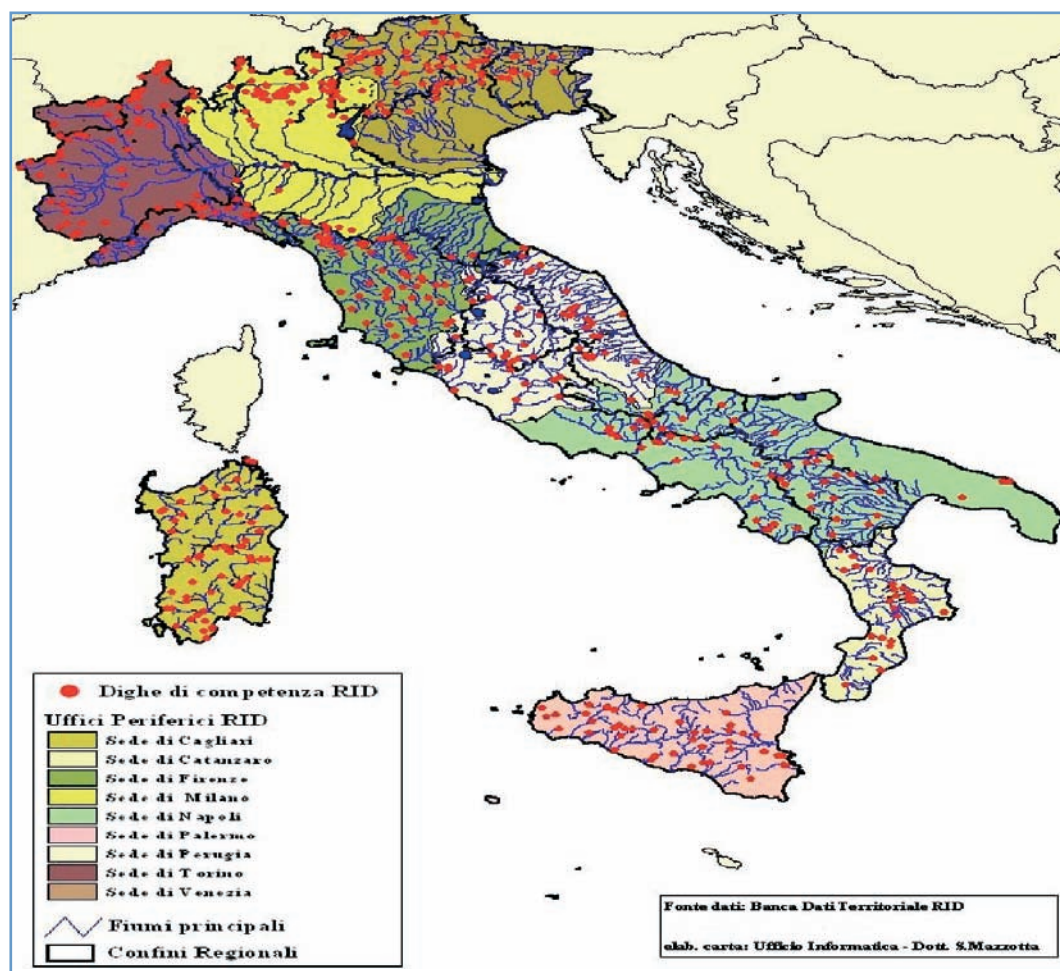 Dighe di competenza RID
Uffici Periferici RID
Sede di Cagliari
Sede di Catanzaro
Sede di Firenze
Sede di Milano
Sede di Napoli
Sede di Palermo
Sede di Perugia
Sede di Torino
Sede di Venezia
Fiumi principali
Confini Regionali
Fonte dati: Banca Dati Territoriale RID
elab. carta: Ufficio Informatica - Dott. S.Mazzotta